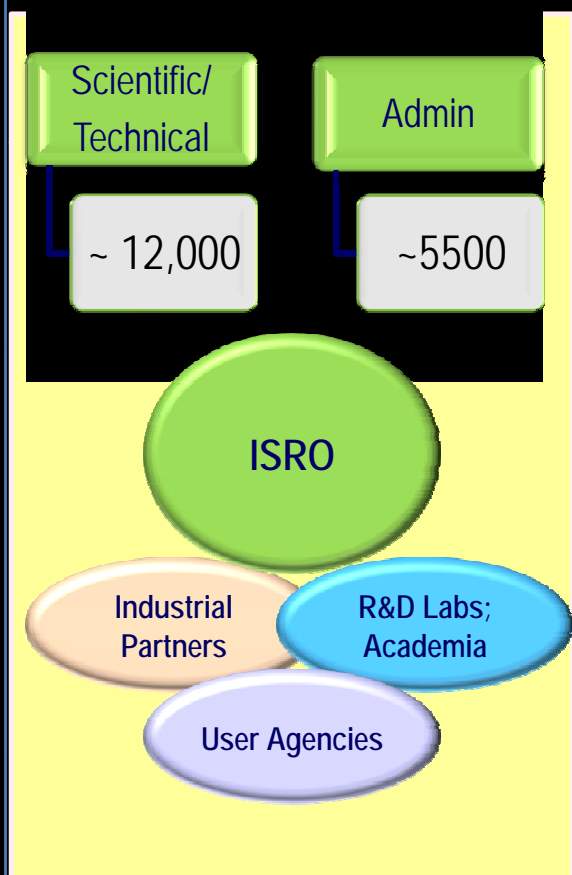 Scientific/
Technical
Admin
~ 12,000
~5500
ISRO
Industrial
Partners
R&D Labs;
Academia
User Agencies